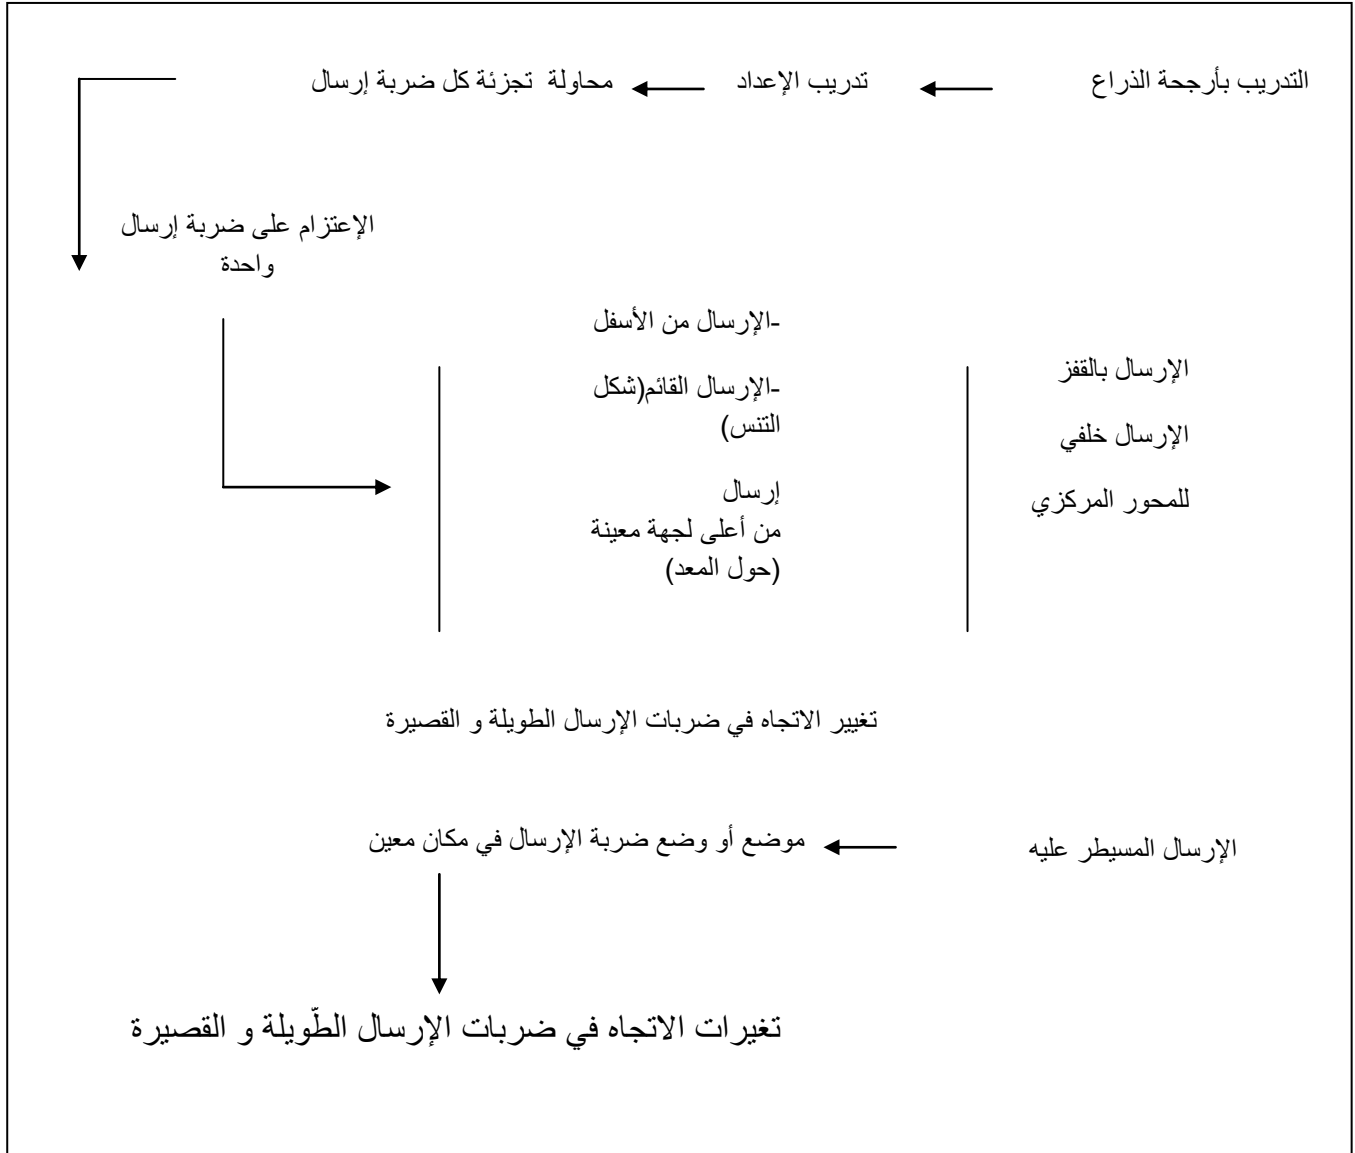 التدريب بأرجحة الذراع
تدريب الإعداد
محاولة تجزئة كل ضربة إرسال
الإعتزام على ضربة إرسال
واحدة
الإرسال بالقفز
الإرسال خلفي
للمحور المركزي
-الإرسال من الأسفل
-الإرسال القائم(شكل
التنس)
إرسال
من أعلى لجهة معينة
(حول المعد)
تغيير الاتجاه في ضربات الإرسال الطويلة و القصيرة
الإرسال المسيطر عليه
موضع أو وضع ضربة الإرسال في مكان معين
تغيرات الاتجاه في ضربات الإرسال الطّويلة و القصيرة